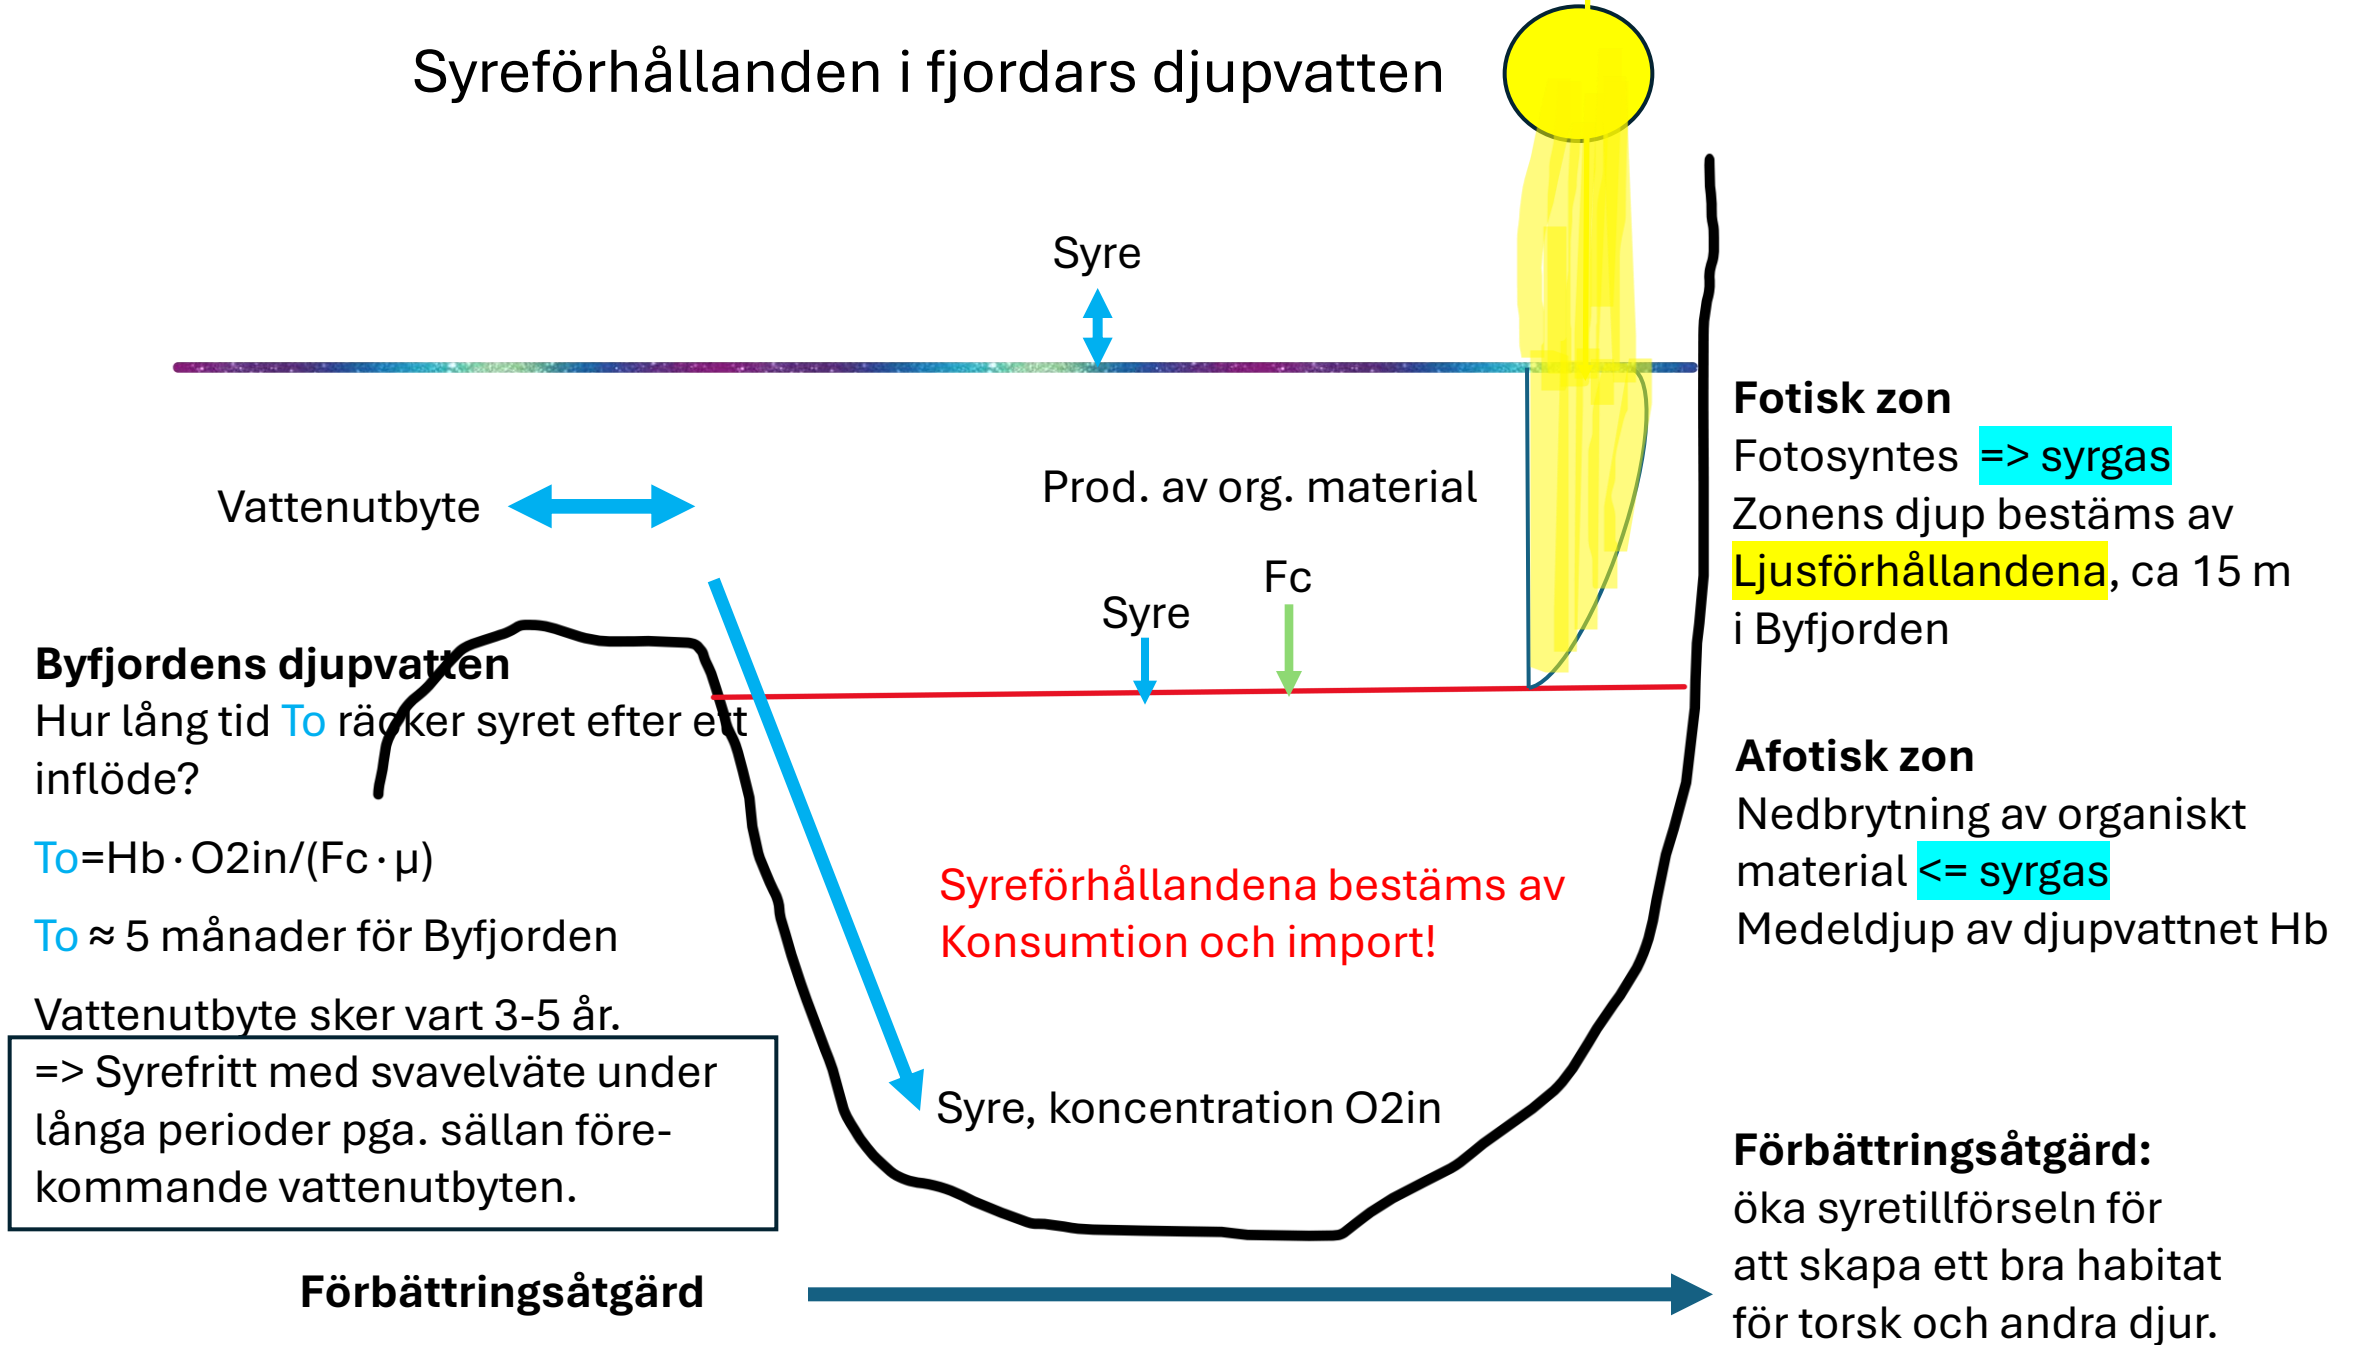 Syreförhållanden i fjordars djupvatten
Syre
Vattenutbyte
Prod. av org. material
Syre
Fc
Fotisk zon
Fotosyntes => syrgas
Zonens djup bestäms av
Ljusförhållandena, ca 15 m
i Byfjorden
Byfjordens djupvatten
Hur lång tid To räcker syret efter ett
inflöde?
To=Hb·O2in/(Fc·µ)
To ≈ 5 månader för Byfjorden
Vattenutbyte sker vart 3-5 år.
=> Syrefritt med svavelväte under
långa perioder pga. sällan före-
kommande vattenutbyten.
Syreförhållandena bestäms av
Konsumtion och import!
Syre, koncentration O2in
Afotisk zon
Nedbrytning av organiskt
material <= syrgas
Medeldjup av djupvattnet Hb
Förbättringsåtgärd
Förbättringsåtgärd:
öka syretillförseln för
att skapa ett bra habitat
för torsk och andra djur.